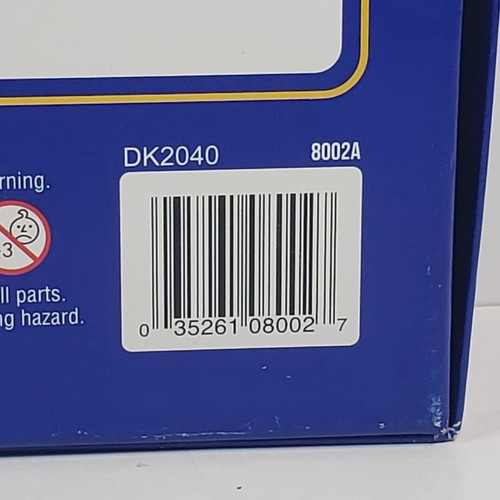 DK2040 8002A
rning.
-3
ll parts.
ng hazard.
0 35261 08002 7